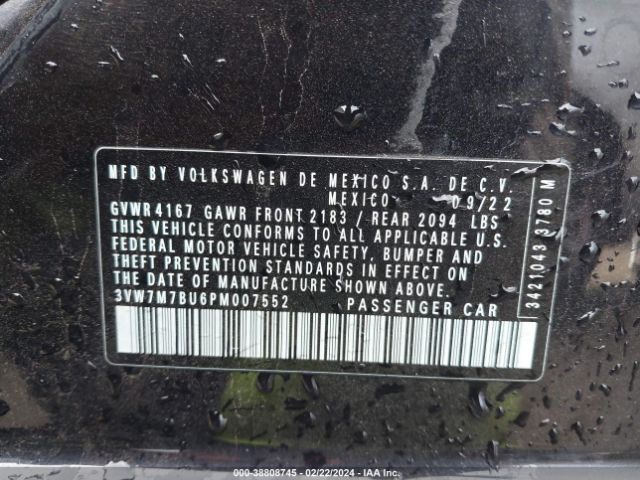 MFD BY VOLKSWAGEN DE MEXICO S.A. DE C.V.
MEXICO 09/22
GVWR 4167 GAWR FRONT 2183 / REAR 2094 LBS
THIS VEHICLE CONFORMS TO ALL APPLICABLE U.S.
FEDERAL MOTOR VEHICLE SAFETY, BUMPER AND
THEFT PREVENTION STANDARDS IN EFFECT ON
THE DATE OF MANUFACTURE SHOWN ABOVE.
3VW7M7BU6PM007552 PASSENGER CAR
3421043 3780 M
000-38808745 - 02/22/2024 - IAA Inc.